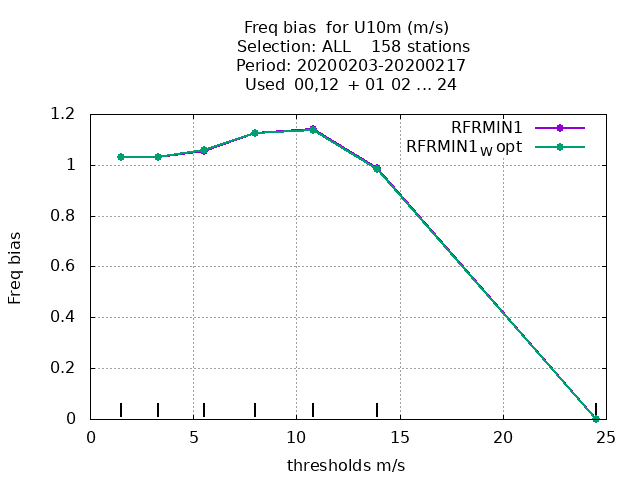 Freq bias  for U10m (m/s)
Selection: ALL    158 stations
Period: 20200203-20200217
Used  00,12  + 01 02 ... 24
RFRMIN1
RFRMIN1W opt
1.2
1
0.8
0.6
0.4
0.2
0
Freq bias
0 5 10 15 20 25
thresholds m/s